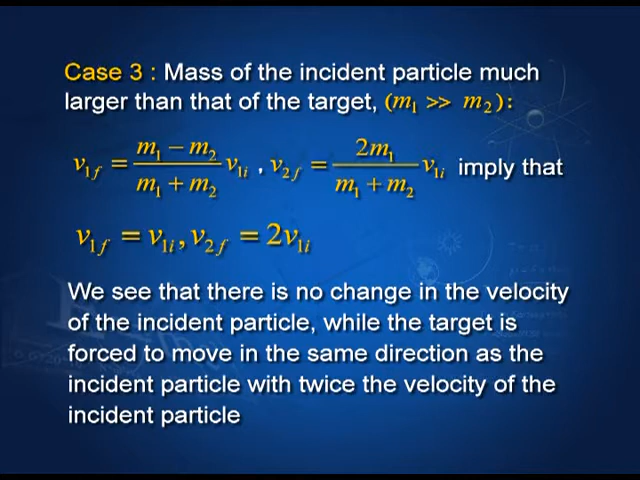 Case 3 : Mass of the incident particle much
larger than that of the target, (m₁ >> m₂) :
v₁f = (m₁ − m₂)/(m₁ + m₂) v₁i , v₂f = 2m₁/(m₁ + m₂) v₁i imply that
v₁f = v₁i, v₂f = 2v₁i
We see that there is no change in the velocity
of the incident particle, while the target is
forced to move in the same direction as the
incident particle with twice the velocity of the
incident particle